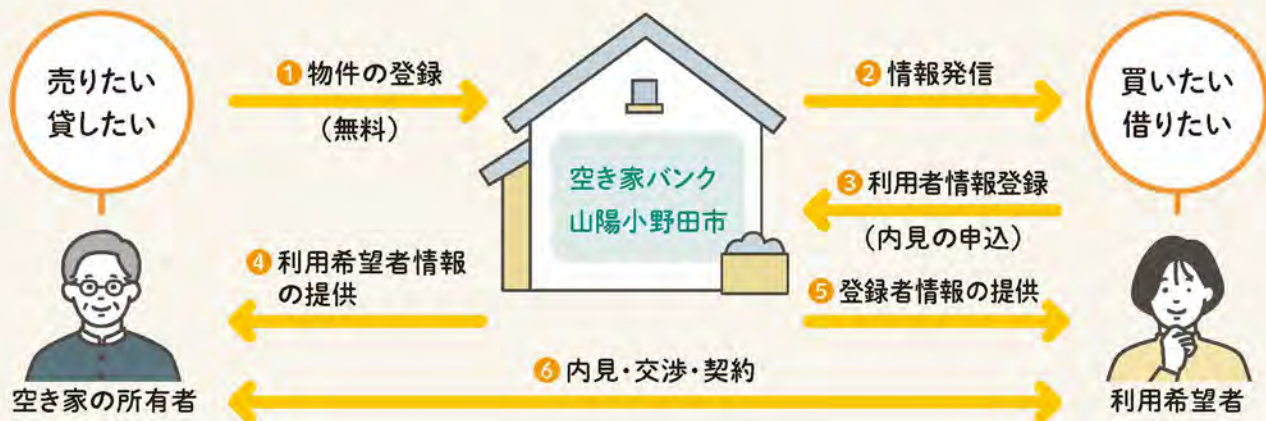 売りたい
貸したい
❶ 物件の登録
(無料)
空き家バンク
山陽小野田市
❷ 情報発信
買いたい
借りたい
❸ 利用者情報登録
(内見の申込)
❹ 利用希望者情報
の提供
❺ 登録者情報の提供
❻ 内見・交渉・契約
空き家の所有者
利用希望者